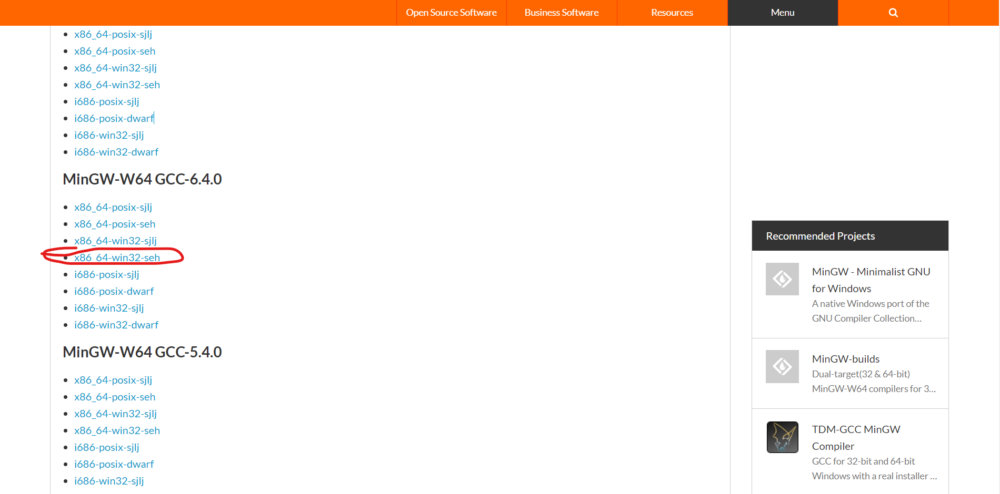 Open Source Software
Business Software
Resources
Menu
x86_64-posix-sjlj
x86_64-posix-seh
x86_64-win32-sjlj
x86_64-win32-seh
i686-posix-sjlj
i686-posix-dwarf
i686-win32-sjlj
i686-win32-dwarf
MinGW-W64 GCC-6.4.0
x86_64-posix-sjlj
x86_64-posix-seh
x86_64-win32-sjlj
x86_64-win32-seh
i686-posix-sjlj
i686-posix-dwarf
i686-win32-sjlj
i686-win32-dwarf
MinGW-W64 GCC-5.4.0
x86_64-posix-sjlj
x86_64-posix-seh
x86_64-win32-sjlj
x86_64-win32-seh
i686-posix-sjlj
i686-posix-dwarf
i686-win32-sjlj
Recommended Projects
MinGW - Minimalist GNU
for Windows
A native Windows port of the
GNU Compiler Collection...
MinGW-builds
Dual-target(32 & 64-bit)
MinGW-W64 compilers for 3...
TDM-GCC MinGW
Compiler
GCC for 32-bit and 64-bit
Windows with a real installer ...